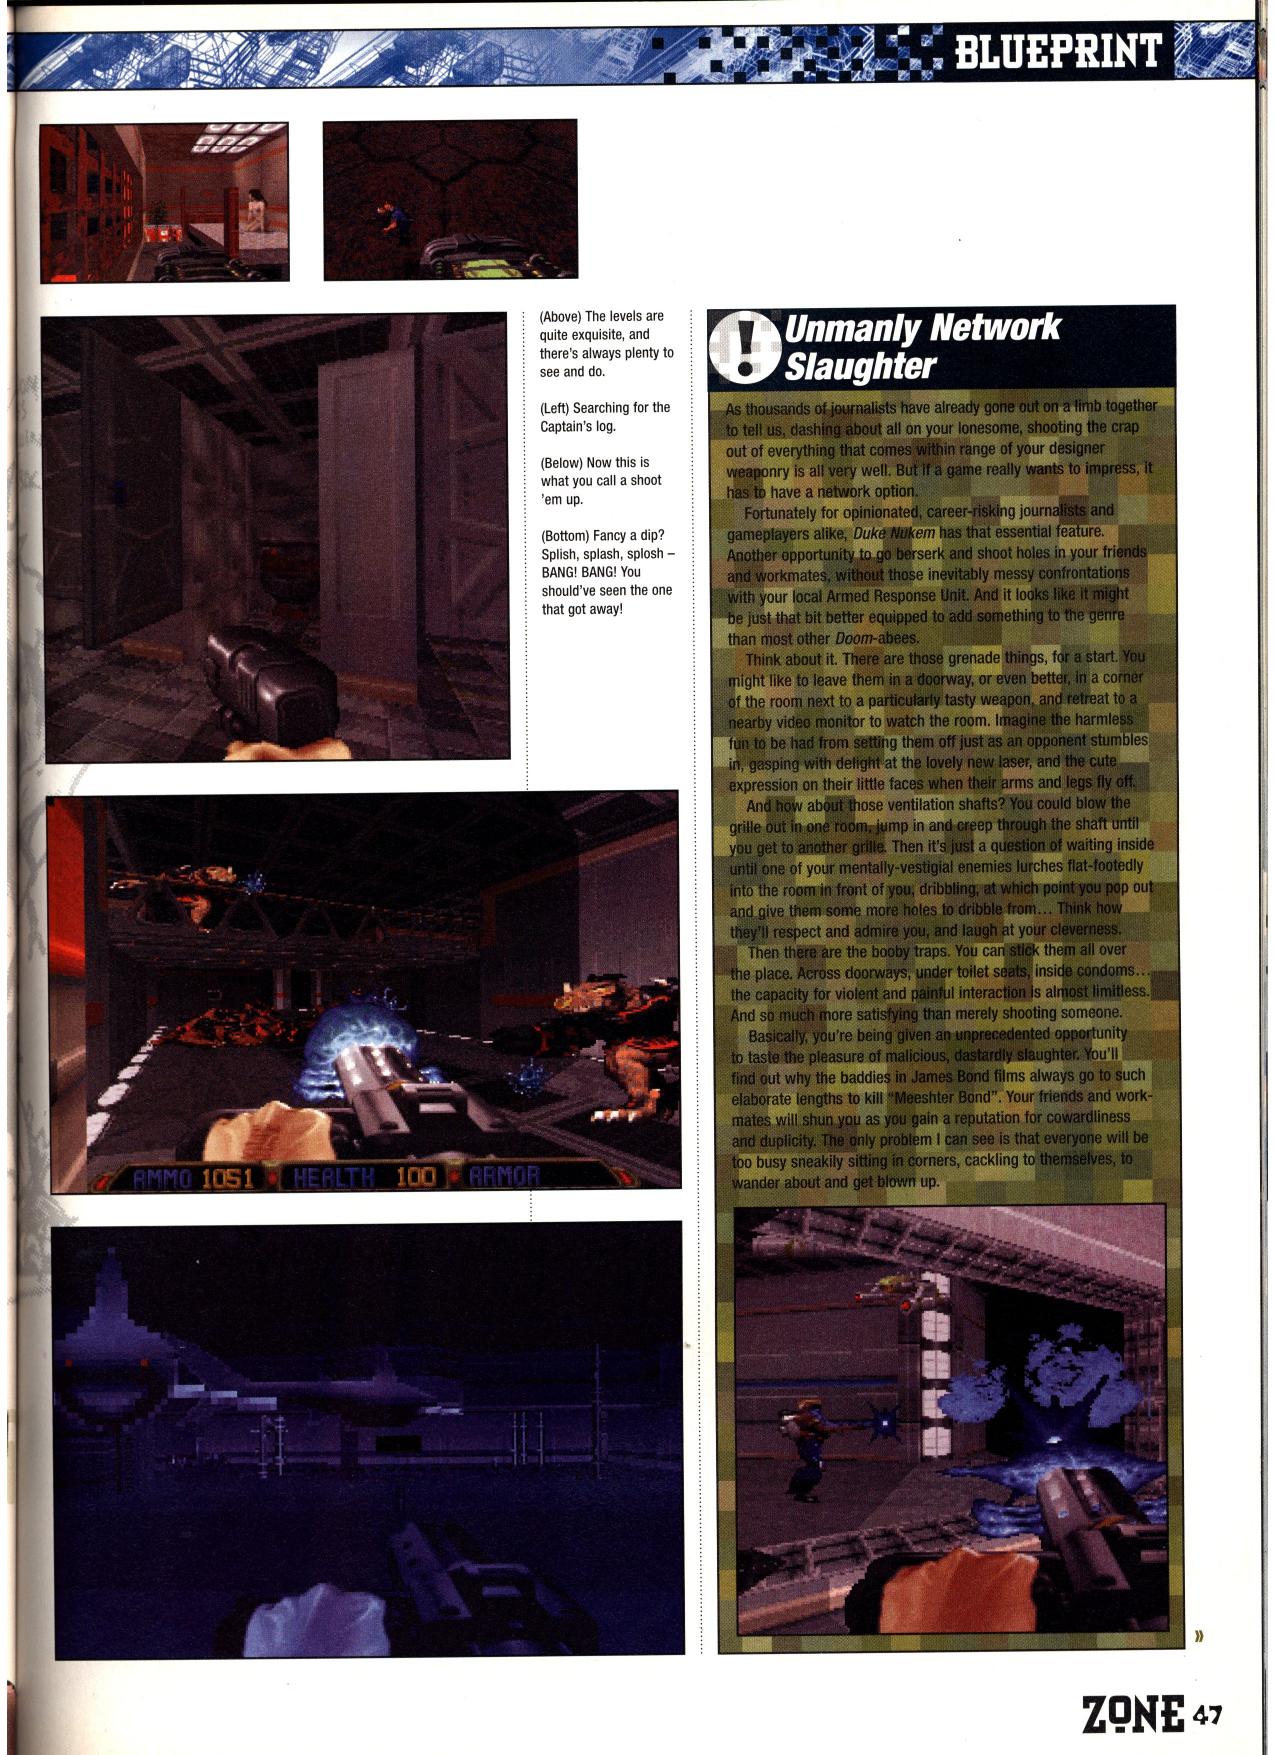 BLUEPRINT
(Above) The levels are
quite exquisite, and
there's always plenty to
see and do.
(Left) Searching for the
Captain's log.
(Below) Now this is
what you call a shoot
'em up.
(Bottom) Fancy a dip?
Splish, splash, splosh –
BANG! BANG! You
should've seen the one
that got away!
! Unmanly Network
Slaughter
As thousands of journalists have already gone out on a limb together
to tell us, dashing about all on your lonesome, shooting the crap
out of everything that comes within range of your designer
weaponry is all very well. But if a game really wants to impress, it
has to have a network option.
Fortunately for opinionated, career-risking journalists and
gameplayers alike, Duke Nukem has that essential feature.
Another opportunity to go berserk and shoot holes in your friends
and workmates, without those inevitably messy confrontations
with your local Armed Response Unit. And it looks like it might
be just that bit better equipped to add something to the genre
than most other Doom-abees.
Think about it. There are those grenade things, for a start. You
might like to leave them in a doorway, or even better, in a corner
of the room next to a particularly tasty weapon, and retreat to a
nearby video monitor to watch the room. Imagine the harmless
fun to be had from setting them off just as an opponent stumbles
in, gasping with delight at the lovely new laser, and the cute
expression on their little faces when their arms and legs fly off.
And how about those ventilation shafts? You could blow the
grille out in one room, jump in and creep through the shaft until
you get to another grille. Then it's just a question of waiting inside
until one of your mentally-vestigial enemies lurches flat-footedly
into the room in front of you, dribbling, at which point you pop out
and give them some more holes to dribble from... Think how
they'll respect and admire you, and laugh at your cleverness.
Then there are the booby traps. You can stick them all over
the place. Across doorways, under toilet seats, inside condoms...
the capacity for violent and painful interaction is almost limitless.
And so much more satisfying than merely shooting someone.
Basically, you're being given an unprecedented opportunity
to taste the pleasure of malicious, dastardly slaughter. You'll
find out why the baddies in James Bond films always go to such
elaborate lengths to kill “Meeshter Bond”. Your friends and work-
mates will shun you as you gain a reputation for cowardliness
and duplicity. The only problem I can see is that everyone will be
too busy sneakily sitting in corners, cackling to themselves, to
wander about and get blown up.
AMMO 1051 HEALTH 100 ARMOR
»
ZONE 47